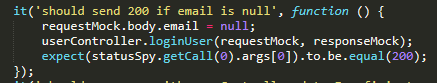 it('should send 200 if email is null', function () {
requestMock.body.email = null;
userController.loginUser(requestMock, responseMock);
expect(statusSpy.getCall(0).args[0]).to.be.equal(200);
});